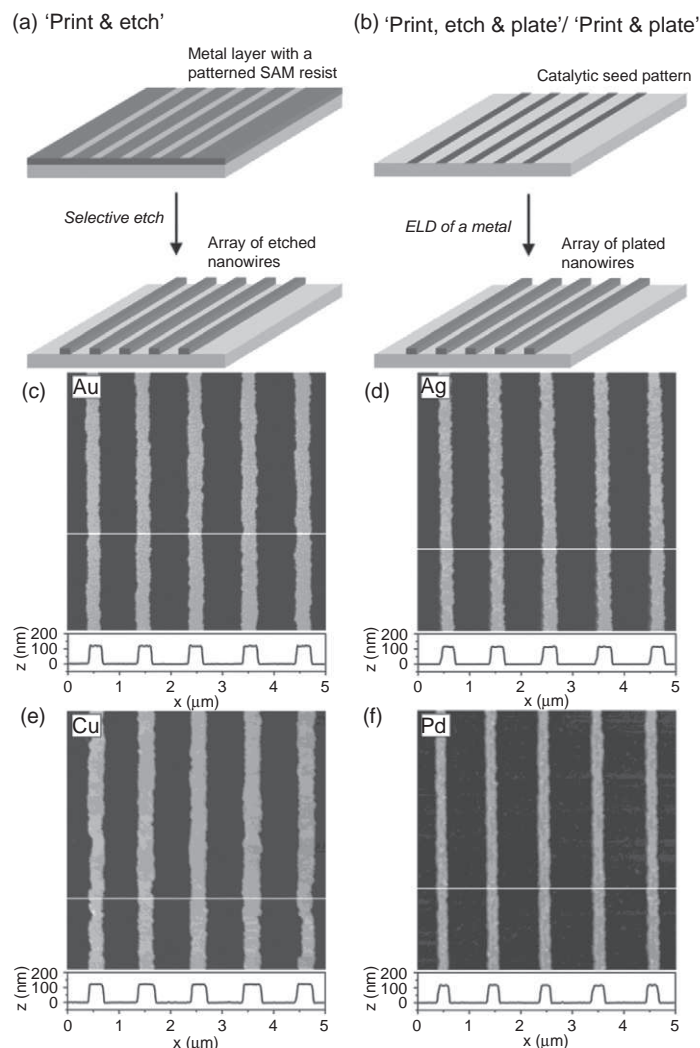 (a) ‘Print & etch’
Metal layer with a
patterned SAM resist
Selective etch
Array of etched
nanowires
(b) ‘Print, etch & plate’/ ‘Print & plate’
Catalytic seed pattern
ELD of a metal
Array of plated
nanowires
(c) Au
z (nm)
200
100
0
0 1 2 3 4 5
x (μm)
(d) Ag
z (nm)
200
100
0
0 1 2 3 4 5
x (μm)
(e) Cu
z (nm)
200
100
0
0 1 2 3 4 5
x (μm)
(f) Pd
z (nm)
200
100
0
0 1 2 3 4 5
x (μm)